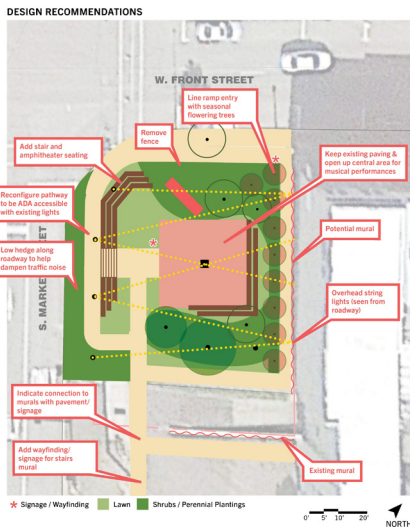 DESIGN RECOMMENDATIONS
W. FRONT STREET
Line ramp entry
with seasonal
flowering trees
Remove
fence
Add stair and
amphitheater seating
Keep existing paving &
open up central area for
musical performances
Reconfigure pathway
to be ADA accessible
with existing lights
Potential mural
Low hedge along
roadway to help
dampen traffic noise
S. MARKET
Overhead string
lights (seen from
roadway)
Indicate connection to
murals with pavement/
signage
Add wayfinding/
signage for stairs
mural
Existing mural
* Signage / Wayfinding
Lawn
Shrubs / Perennial Plantings
0' 5' 10' 20'
NORTH